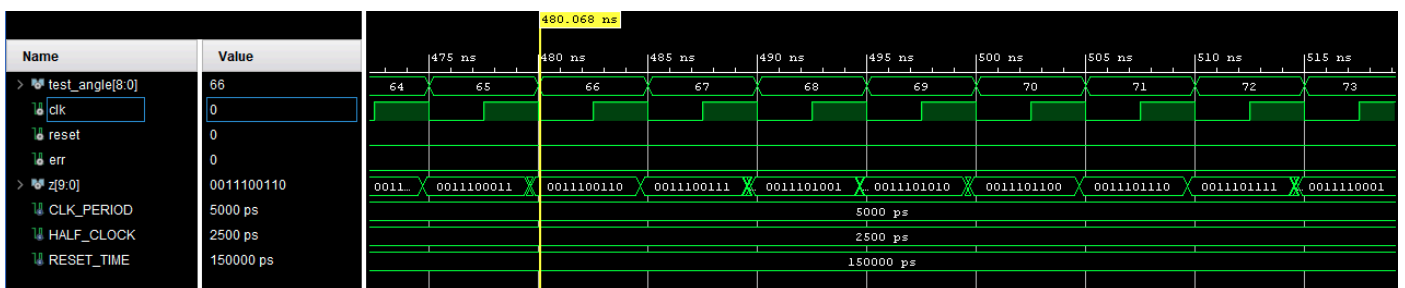 480.068 ns
Name Value 475 ns 480 ns 485 ns 490 ns 495 ns 500 ns 505 ns 510 ns 515 ns
test_angle[8:0] 66 64 65 66 67 68 69 70 71 72 73
clk 0
reset 0
err 0
z[9:0] 0011100110 0011... 0011100011 0011100110 0011100111 0011101001 0011101010 0011101100 0011101110 0011101111 0011110001
CLK_PERIOD 5000 ps 5000 ps
HALF_CLOCK 2500 ps 2500 ps
RESET_TIME 150000 ps 150000 ps